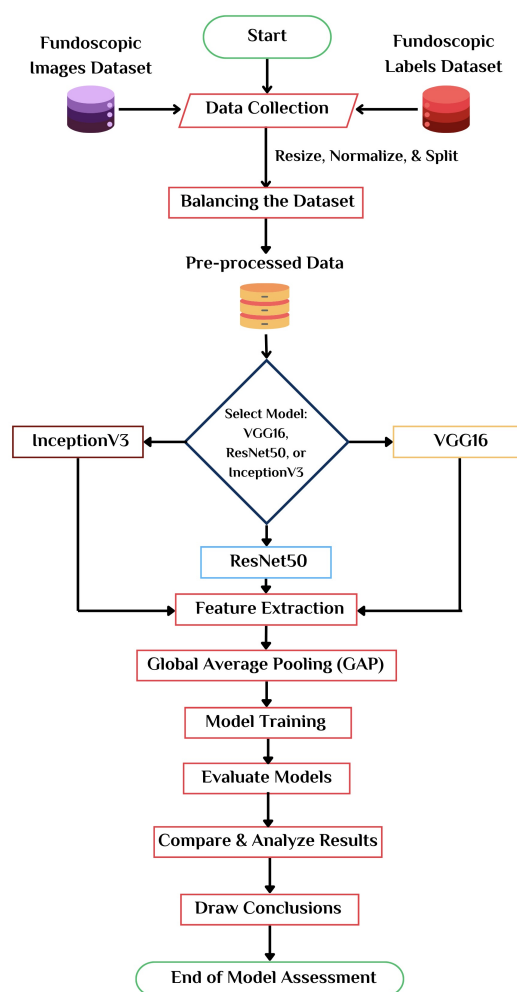 Start
Fundoscopic
Images Dataset
Fundoscopic
Labels Dataset
Data Collection
Resize, Normalize, & Split
Balancing the Dataset
Pre-processed Data
Select Model:
VGG16,
ResNet50, or
InceptionV3
InceptionV3
VGG16
ResNet50
Feature Extraction
Global Average Pooling (GAP)
Model Training
Evaluate Models
Compare & Analyze Results
Draw Conclusions
End of Model Assessment